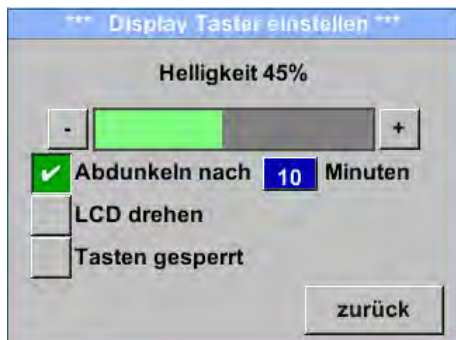 *** Display Taster einstellen ***
Helligkeit 45%
- +
✔ Abdunkeln nach 10 Minuten
LCD drehen
Tasten gesperrt
zurück